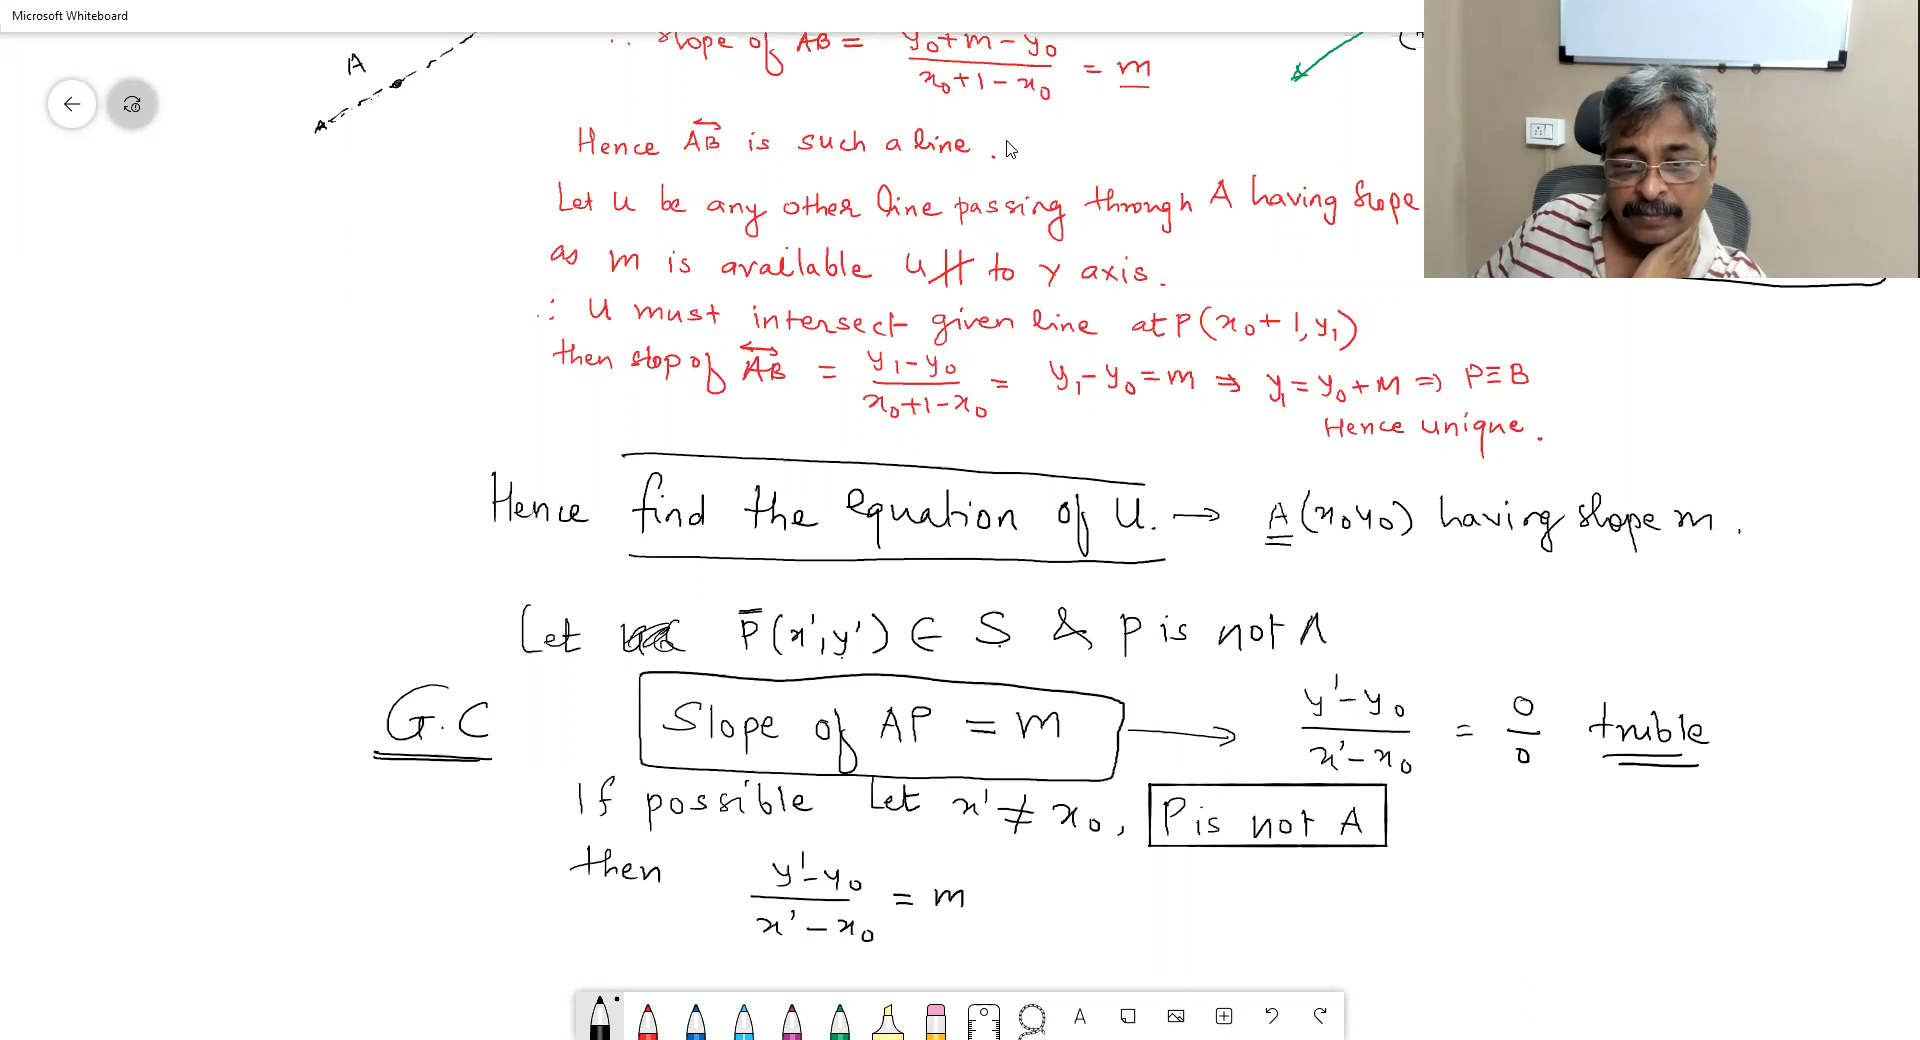 Microsoft Whiteboard
A
∴ slope of AB = (y₀+m−y₀)/(x₀+1−x₀) = m
A
Hence AB is such a line.
Let u be any other line passing through A having slope
as m is available u∦ to y axis.
∴ u must intersect given line at P(x₀+1, y₁)
then slop of AB = (y₁−y₀)/(x₀+1−x₀) = y₁−y₀ = m ⇒ y₁ = y₀+m ⇒ P≡B
Hence unique.
Hence find the equation of u. → A(x₀y₀) having slope m.
Let P(x',y') ∈ S & p is not A
G.C Slope of AP = m → (y'−y₀)/(x'−x₀) = 0/0
If possible Let x' ≠ x₀, P is not A
then (y'−y₀)/(x'−x₀) = m
A